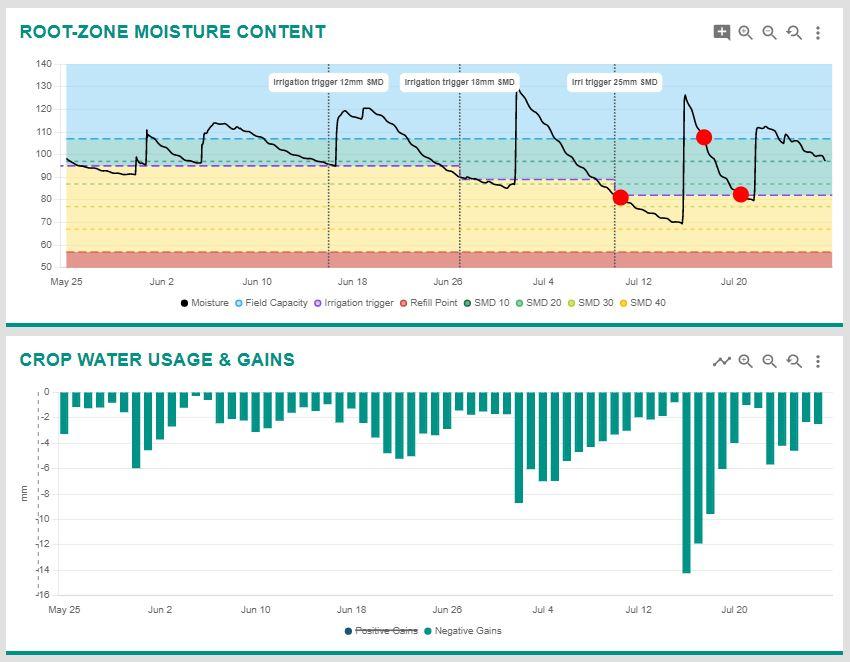 ROOT-ZONE MOISTURE CONTENT
140
130
120
110
100
90
80
70
60
50
Irrigation trigger 12mm SMD
Irrigation trigger 18mm SMD
Irri trigger 25mm SMD
May 25 Jun 2 Jun 10 Jun 18 Jun 26 Jul 4 Jul 12 Jul 20
Moisture Field Capacity Irrigation trigger Refill Point SMD 10 SMD 20 SMD 30 SMD 40
CROP WATER USAGE & GAINS
0
-2
-4
-6
-8
-10
-12
-14
-16
mm
May 25 Jun 2 Jun 10 Jun 18 Jun 26 Jul 4 Jul 12 Jul 20
Positive Gains Negative Gains